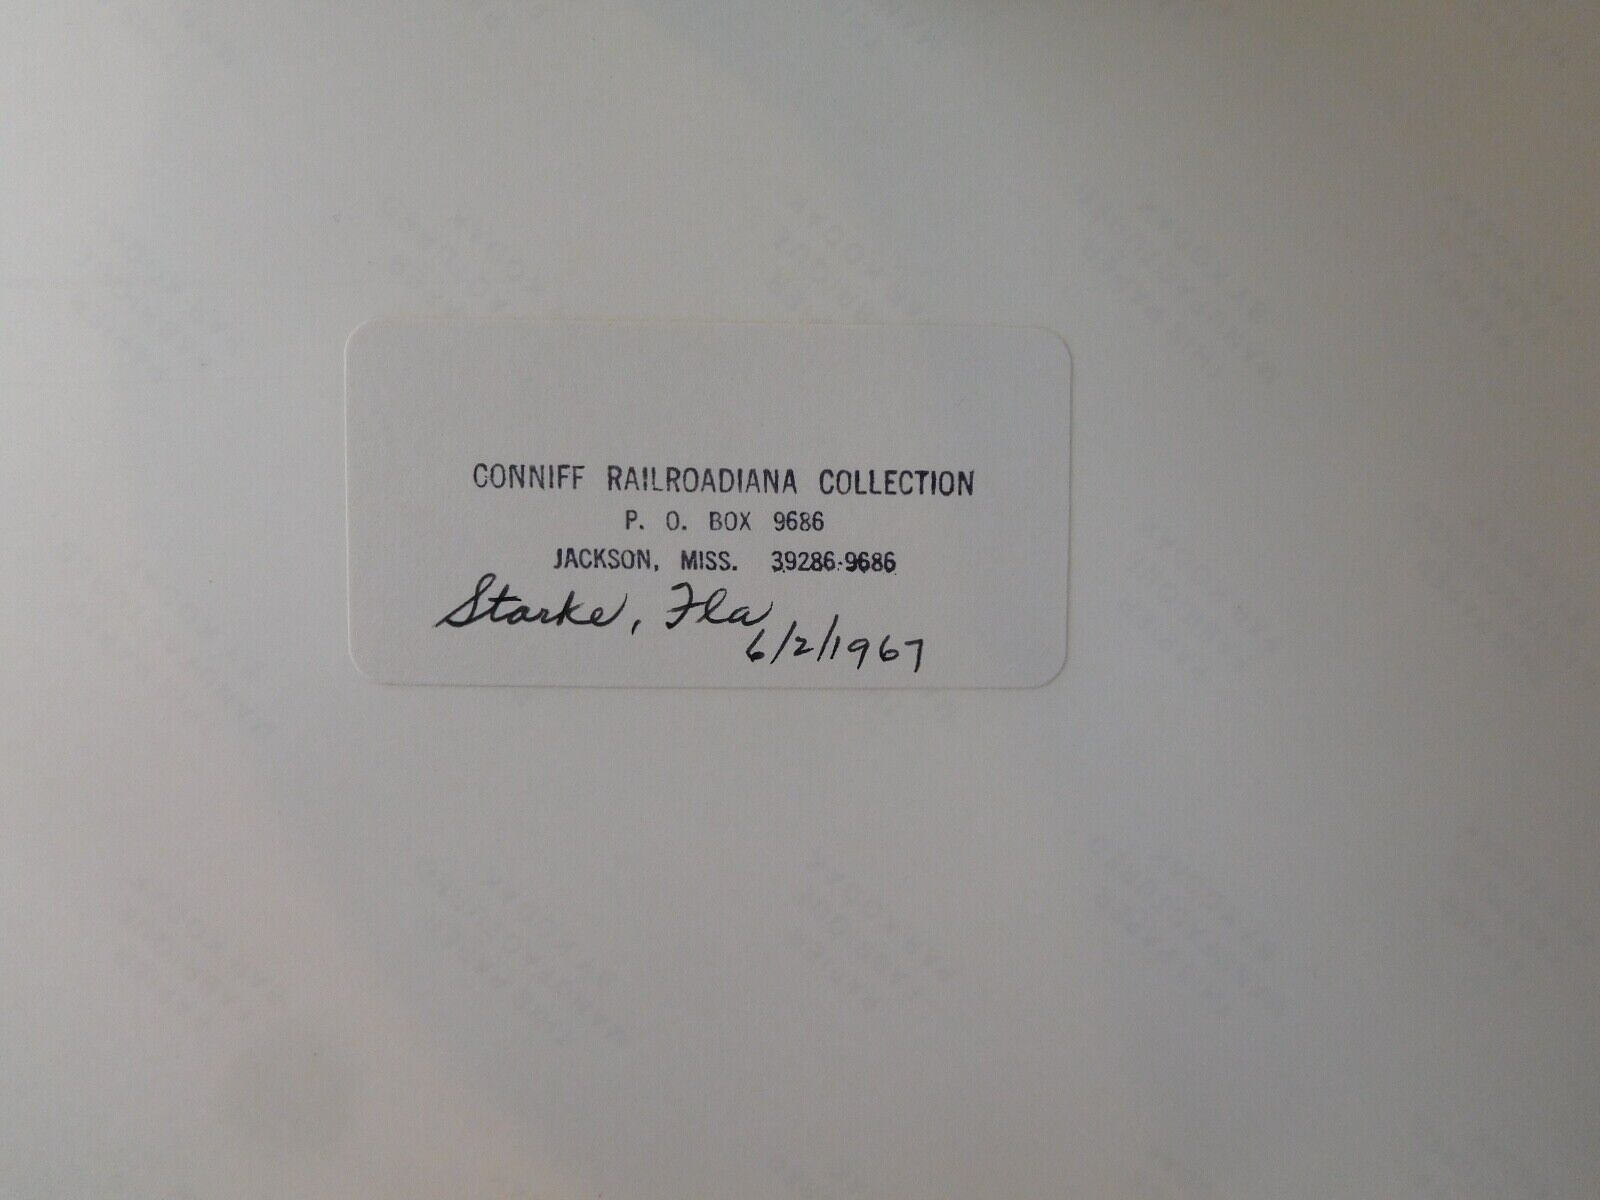 CONNIFF RAILROADIANA COLLECTION
P. O. BOX 9686
JACKSON, MISS. 39286-9686
Starke, Fla
6/2/1967